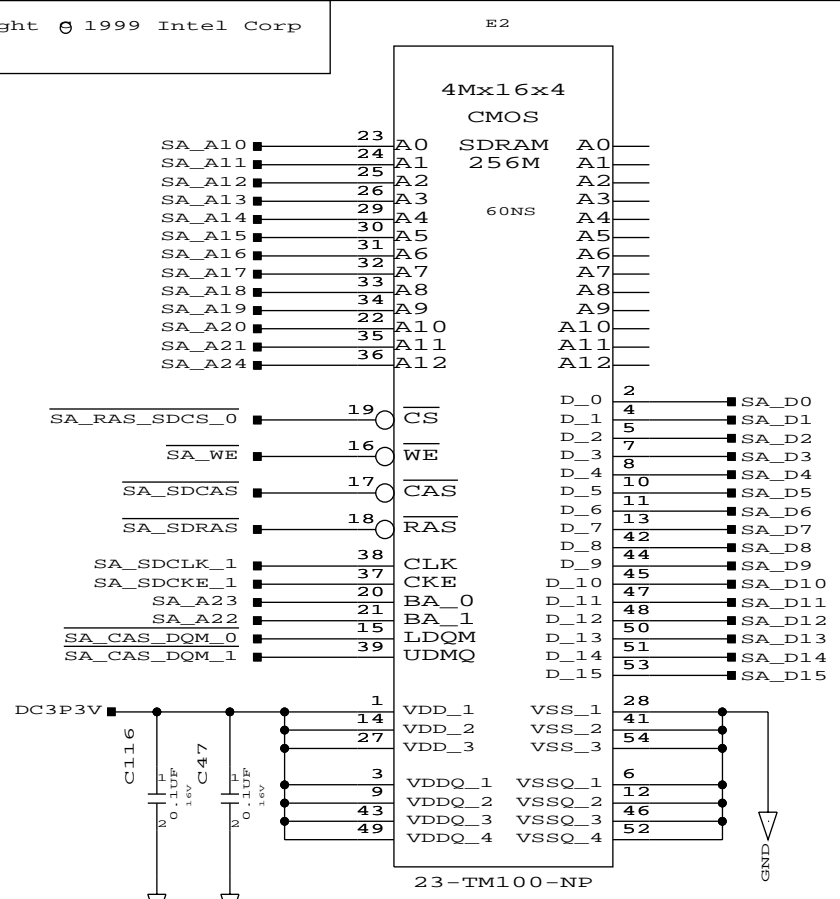 ght © 1999 Intel Corp
E2
4Mx16x4
CMOS
SDRAM
256M
60NS
SA_A10 23 A0 A0
SA_A11 24 A1 A1
SA_A12 25 A2 A2
SA_A13 26 A3 A3
SA_A14 29 A4 A4
SA_A15 30 A5 A5
SA_A16 31 A6 A6
SA_A17 32 A7 A7
SA_A18 33 A8 A8
SA_A19 34 A9 A9
SA_A20 22 A10 A10
SA_A21 35 A11 A11
SA_A24 36 A12 A12
SA_RAS_SDCS_0 19 CS
SA_WE 16 WE
SA_SDCAS 17 CAS
SA_SDRAS 18 RAS
SA_SDCLK_1 38 CLK
SA_SDCKE_1 37 CKE
SA_A23 20 BA_0
SA_A22 21 BA_1
SA_CAS_DQM_0 15 LDQM
SA_CAS_DQM_1 39 UDMQ
D_0 2 SA_D0
D_1 4 SA_D1
D_2 5 SA_D2
D_3 7 SA_D3
D_4 8 SA_D4
D_5 10 SA_D5
D_6 11 SA_D6
D_7 13 SA_D7
D_8 42 SA_D8
D_9 44 SA_D9
D_10 45 SA_D10
D_11 47 SA_D11
D_12 48 SA_D12
D_13 50 SA_D13
D_14 51 SA_D14
D_15 53 SA_D15
DC3P3V 1 VDD_1 VSS_1 28
14 VDD_2 VSS_2 41
27 VDD_3 VSS_3 54
3 VDDQ_1 VSSQ_1 6
9 VDDQ_2 VSSQ_2 12
43 VDDQ_3 VSSQ_3 46
49 VDDQ_4 VSSQ_4 52
C116
1 2
0.1UF
16V
C47
1 2
0.1UF
16V
GND
23-TM100-NP